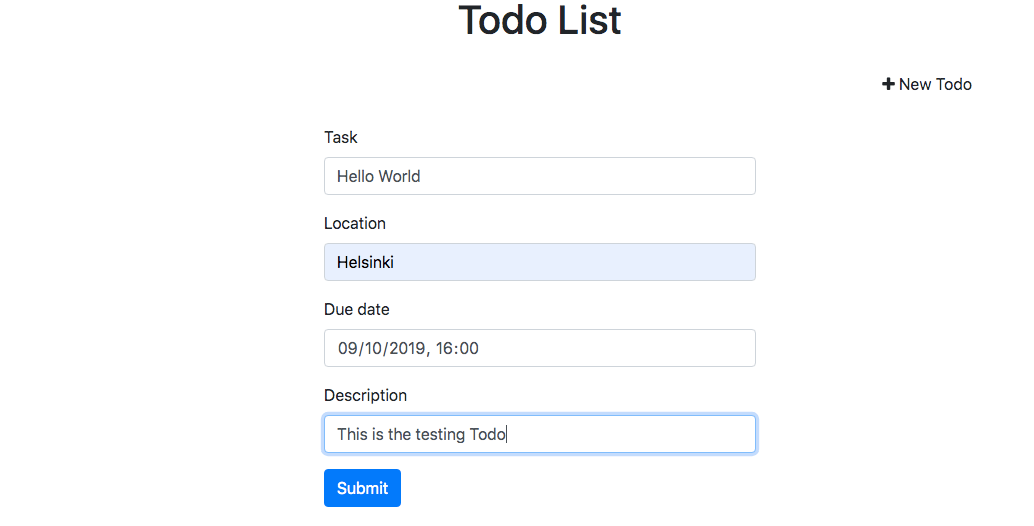 Todo List
New Todo
Task
Hello World
Location
Helsinki
Due date
09/10/2019, 16:00
Description
This is the testing Todo
Submit